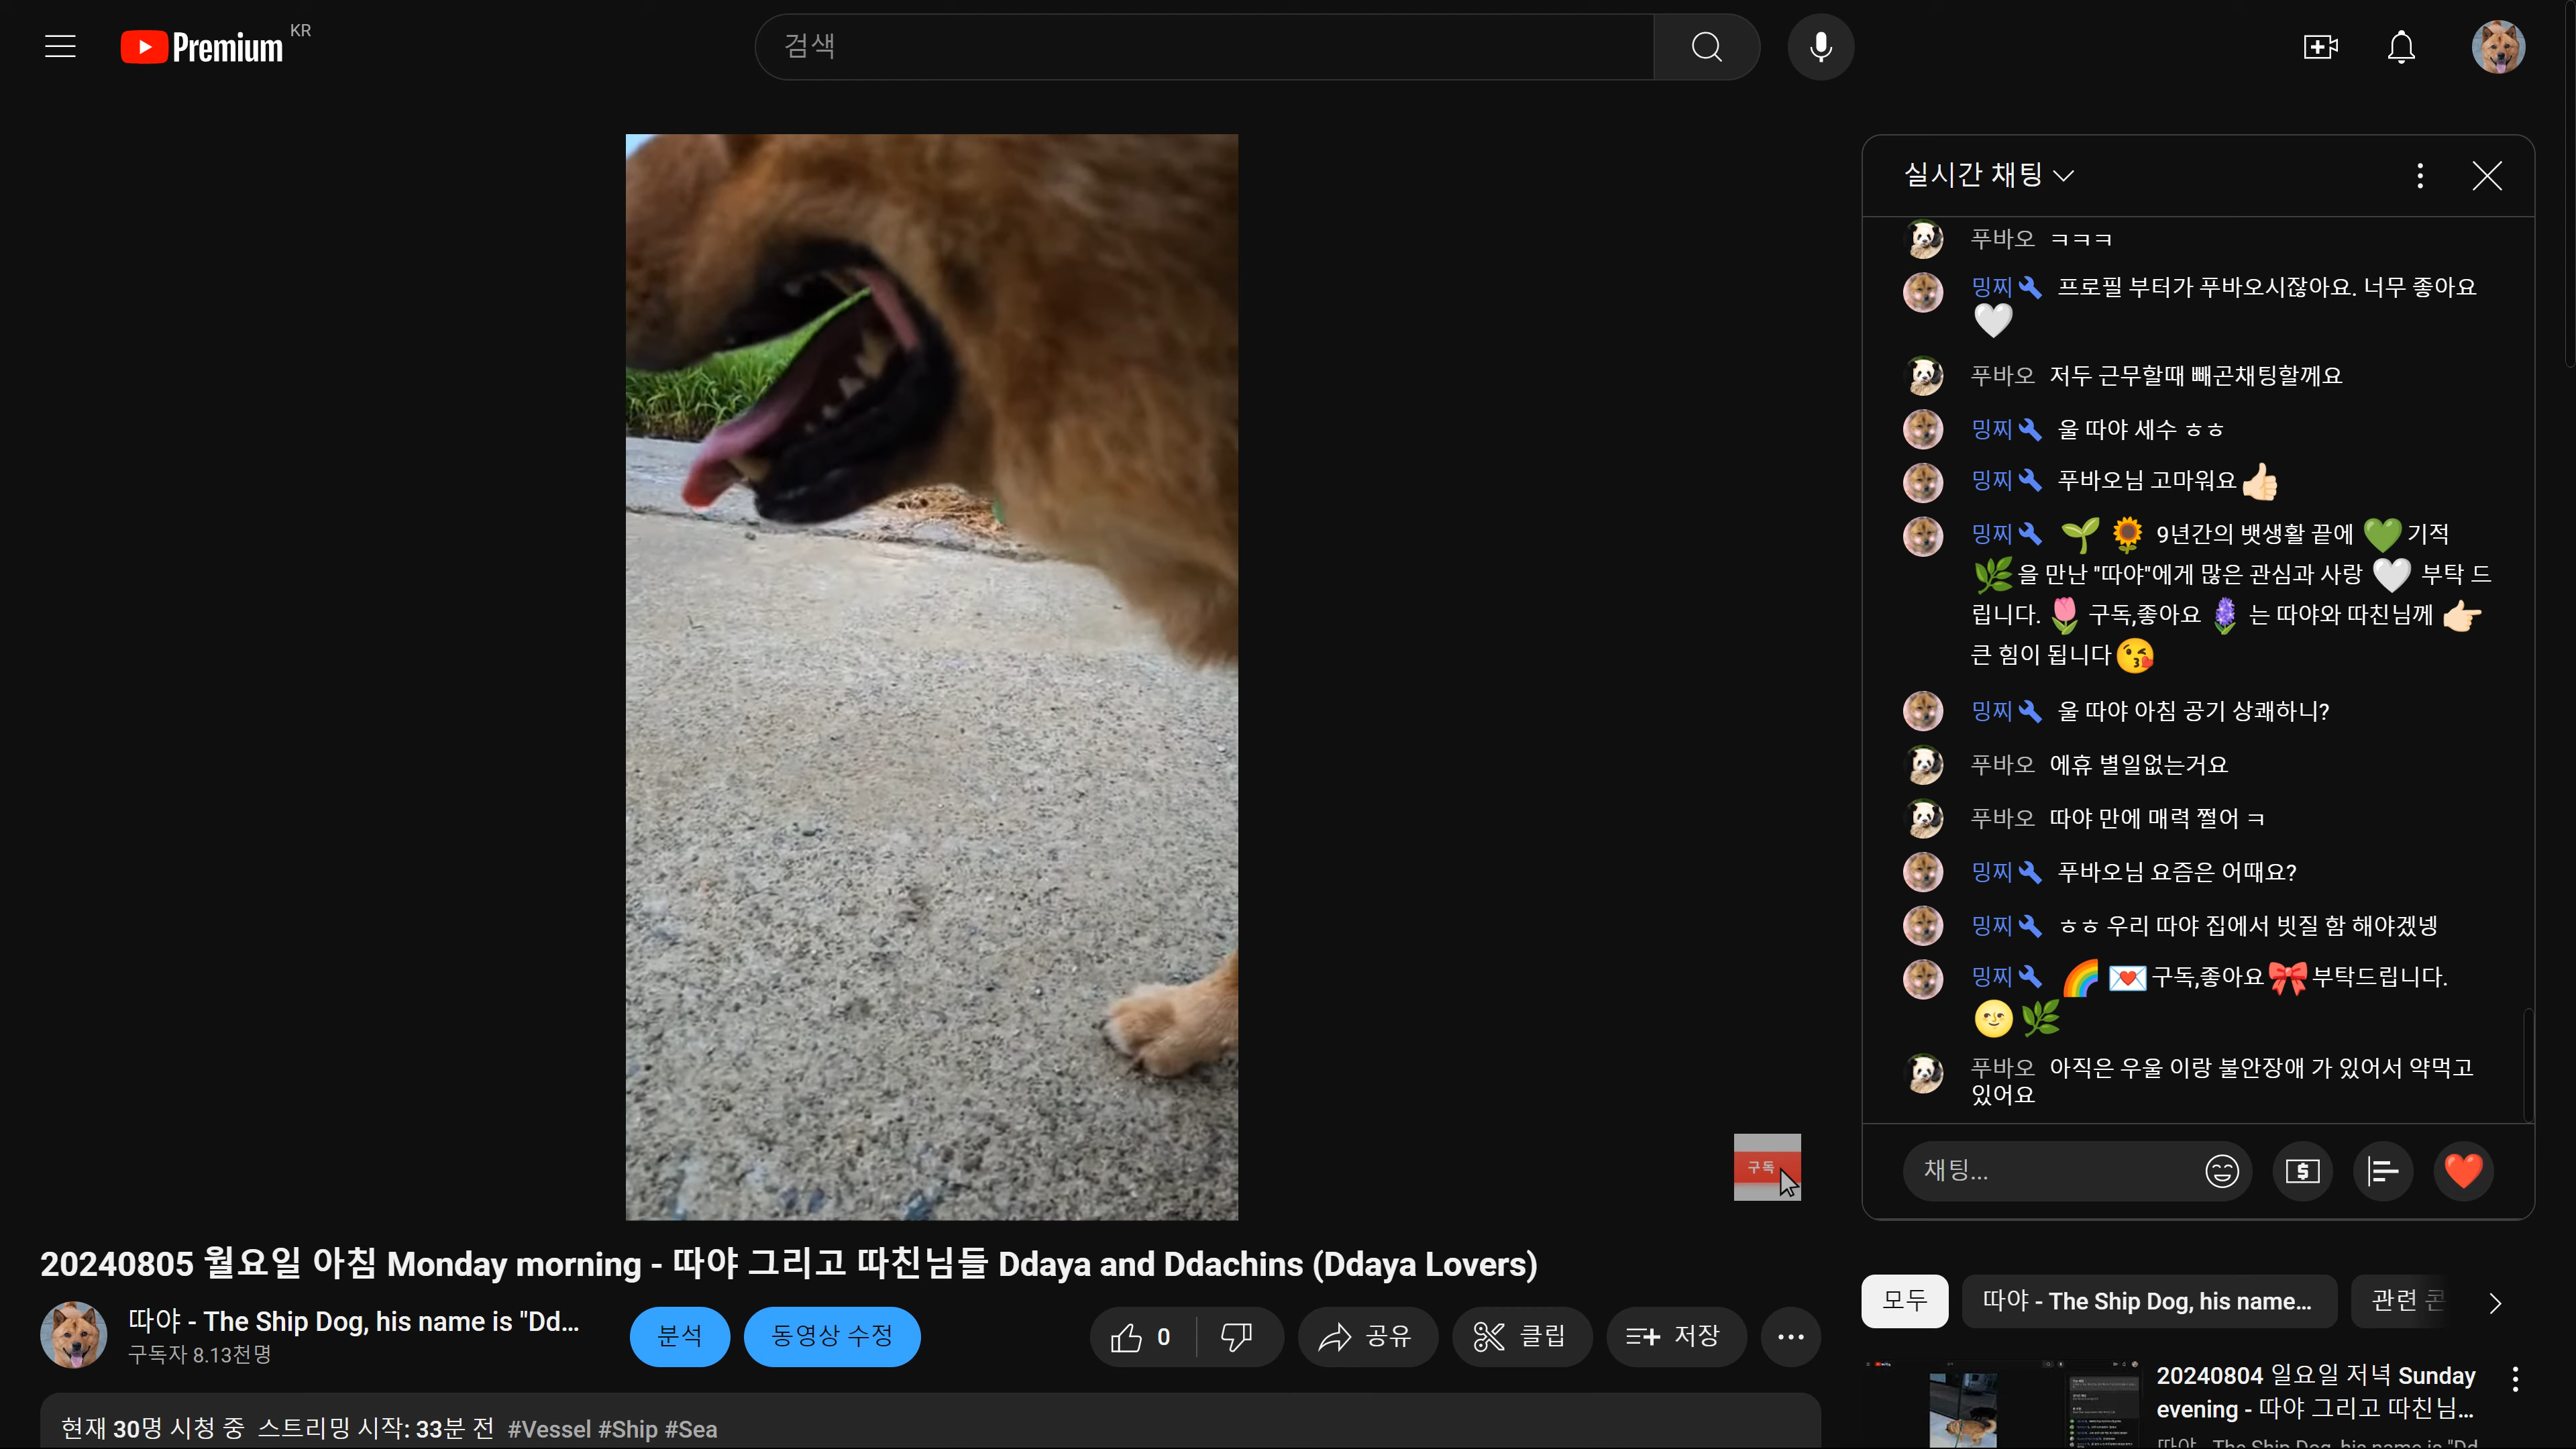 Premium KR
검색
실시간 채팅
푸바오 ㅋㅋㅋ
밍찌 프로필 부터가 푸바오시잖아요. 너무 좋아요
🤍
푸바오 저두 근무할때 빼곤채팅할께요
밍찌 울 따야 세수 ㅎㅎ
밍찌 푸바오님 고마워요👍🏻
밍찌 🌱🌻 9년간의 뱃생활 끝에 💚기적
🌿을 만난 "따야"에게 많은 관심과 사랑 🤍 부탁 드
립니다.🌷 구독,좋아요 🪻 는 따야와 따친님께 👉🏻
큰 힘이 됩니다😘
밍찌 울 따야 아침 공기 상쾌하니?
푸바오 에휴 별일없는거요
푸바오 따야 만에 매력 쩔어 ㅋ
밍찌 푸바오님 요즘은 어때요?
밍찌 ㅎㅎ 우리 따야 집에서 빗질 함 해야겠넹
밍찌 🌈💌구독,좋아요🎀부탁드립니다.
🌝🌿
푸바오 아직은 우울 이랑 불안장애 가 있어서 약먹고
있어요
구독
채팅...
20240805 월요일 아침 Monday morning - 따야 그리고 따친님들 Ddaya and Ddachins (Ddaya Lovers)
따야 - The Ship Dog, his name is "Dd...
구독자 8.13천명
분석
동영상 수정
0
공유
클립
저장
현재 30명 시청 중 스트리밍 시작: 33분 전 #Vessel #Ship #Sea
모두
따야 - The Ship Dog, his name...
관련
20240804 일요일 저녁 Sunday
evening - 따야 그리고 따친님...